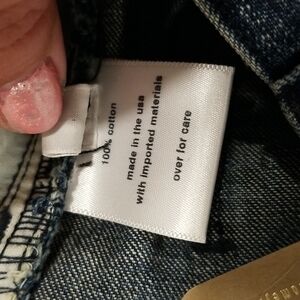 100% cotton
made in the usa
with imported materials
over for care